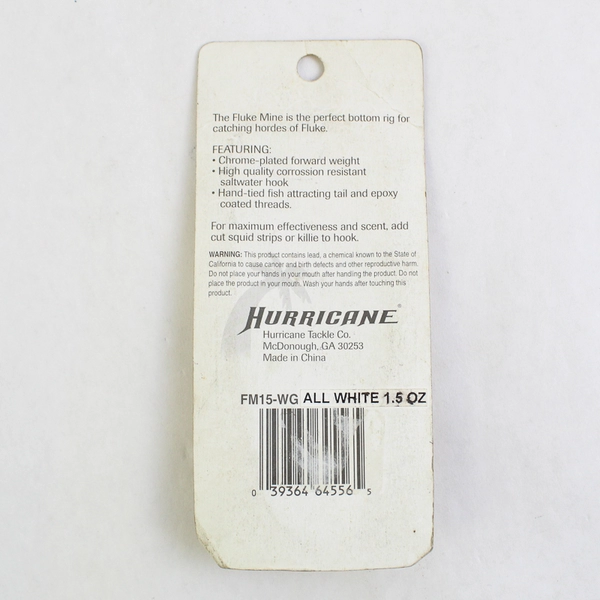 The Fluke Mine is the perfect bottom rig for
catching hordes of Fluke.
FEATURING:
• Chrome-plated forward weight
• High quality corrossion resistant
saltwater hook
• Hand-tied fish attracting tail and epoxy
coated threads.
For maximum effectiveness and scent, add
cut squid strips or killie to hook.
WARNING: This product contains lead, a chemical known to the State of
California to cause cancer and birth defects and other reproductive harm.
Do not place your hands in your mouth after handling the product. Do not
place the product in your mouth. Wash your hands after touching this
product.
HURRICANE®
Hurricane Tackle Co.
McDonough, GA 30253
Made in China
FM15-WG ALL WHITE 1.5 OZ
0 39364 64556 5